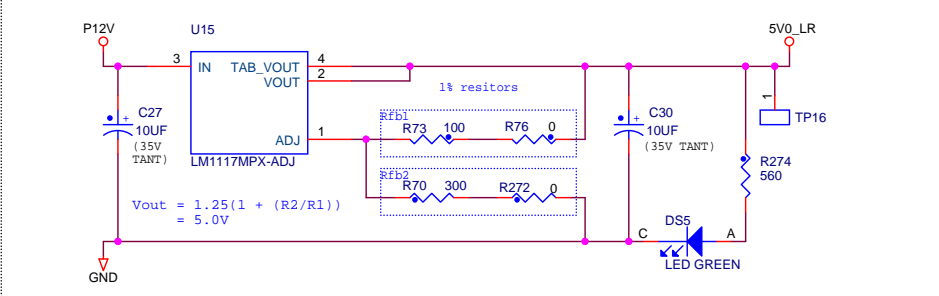 P12V
U15
5V0_LR
3
IN
TAB_VOUT
4
VOUT
2
1% resitors
1
C27
10UF
(35V
TANT)
ADJ
1
Rfb1
R73
100
R76
0
C30
10UF
(35V TANT)
TP16
LM1117MPX-ADJ
Rfb2
R70
300
R272
0
R274
560
Vout = 1.25(1 + (R2/R1))
= 5.0V
DS5
C
A
LED GREEN
GND
+
+